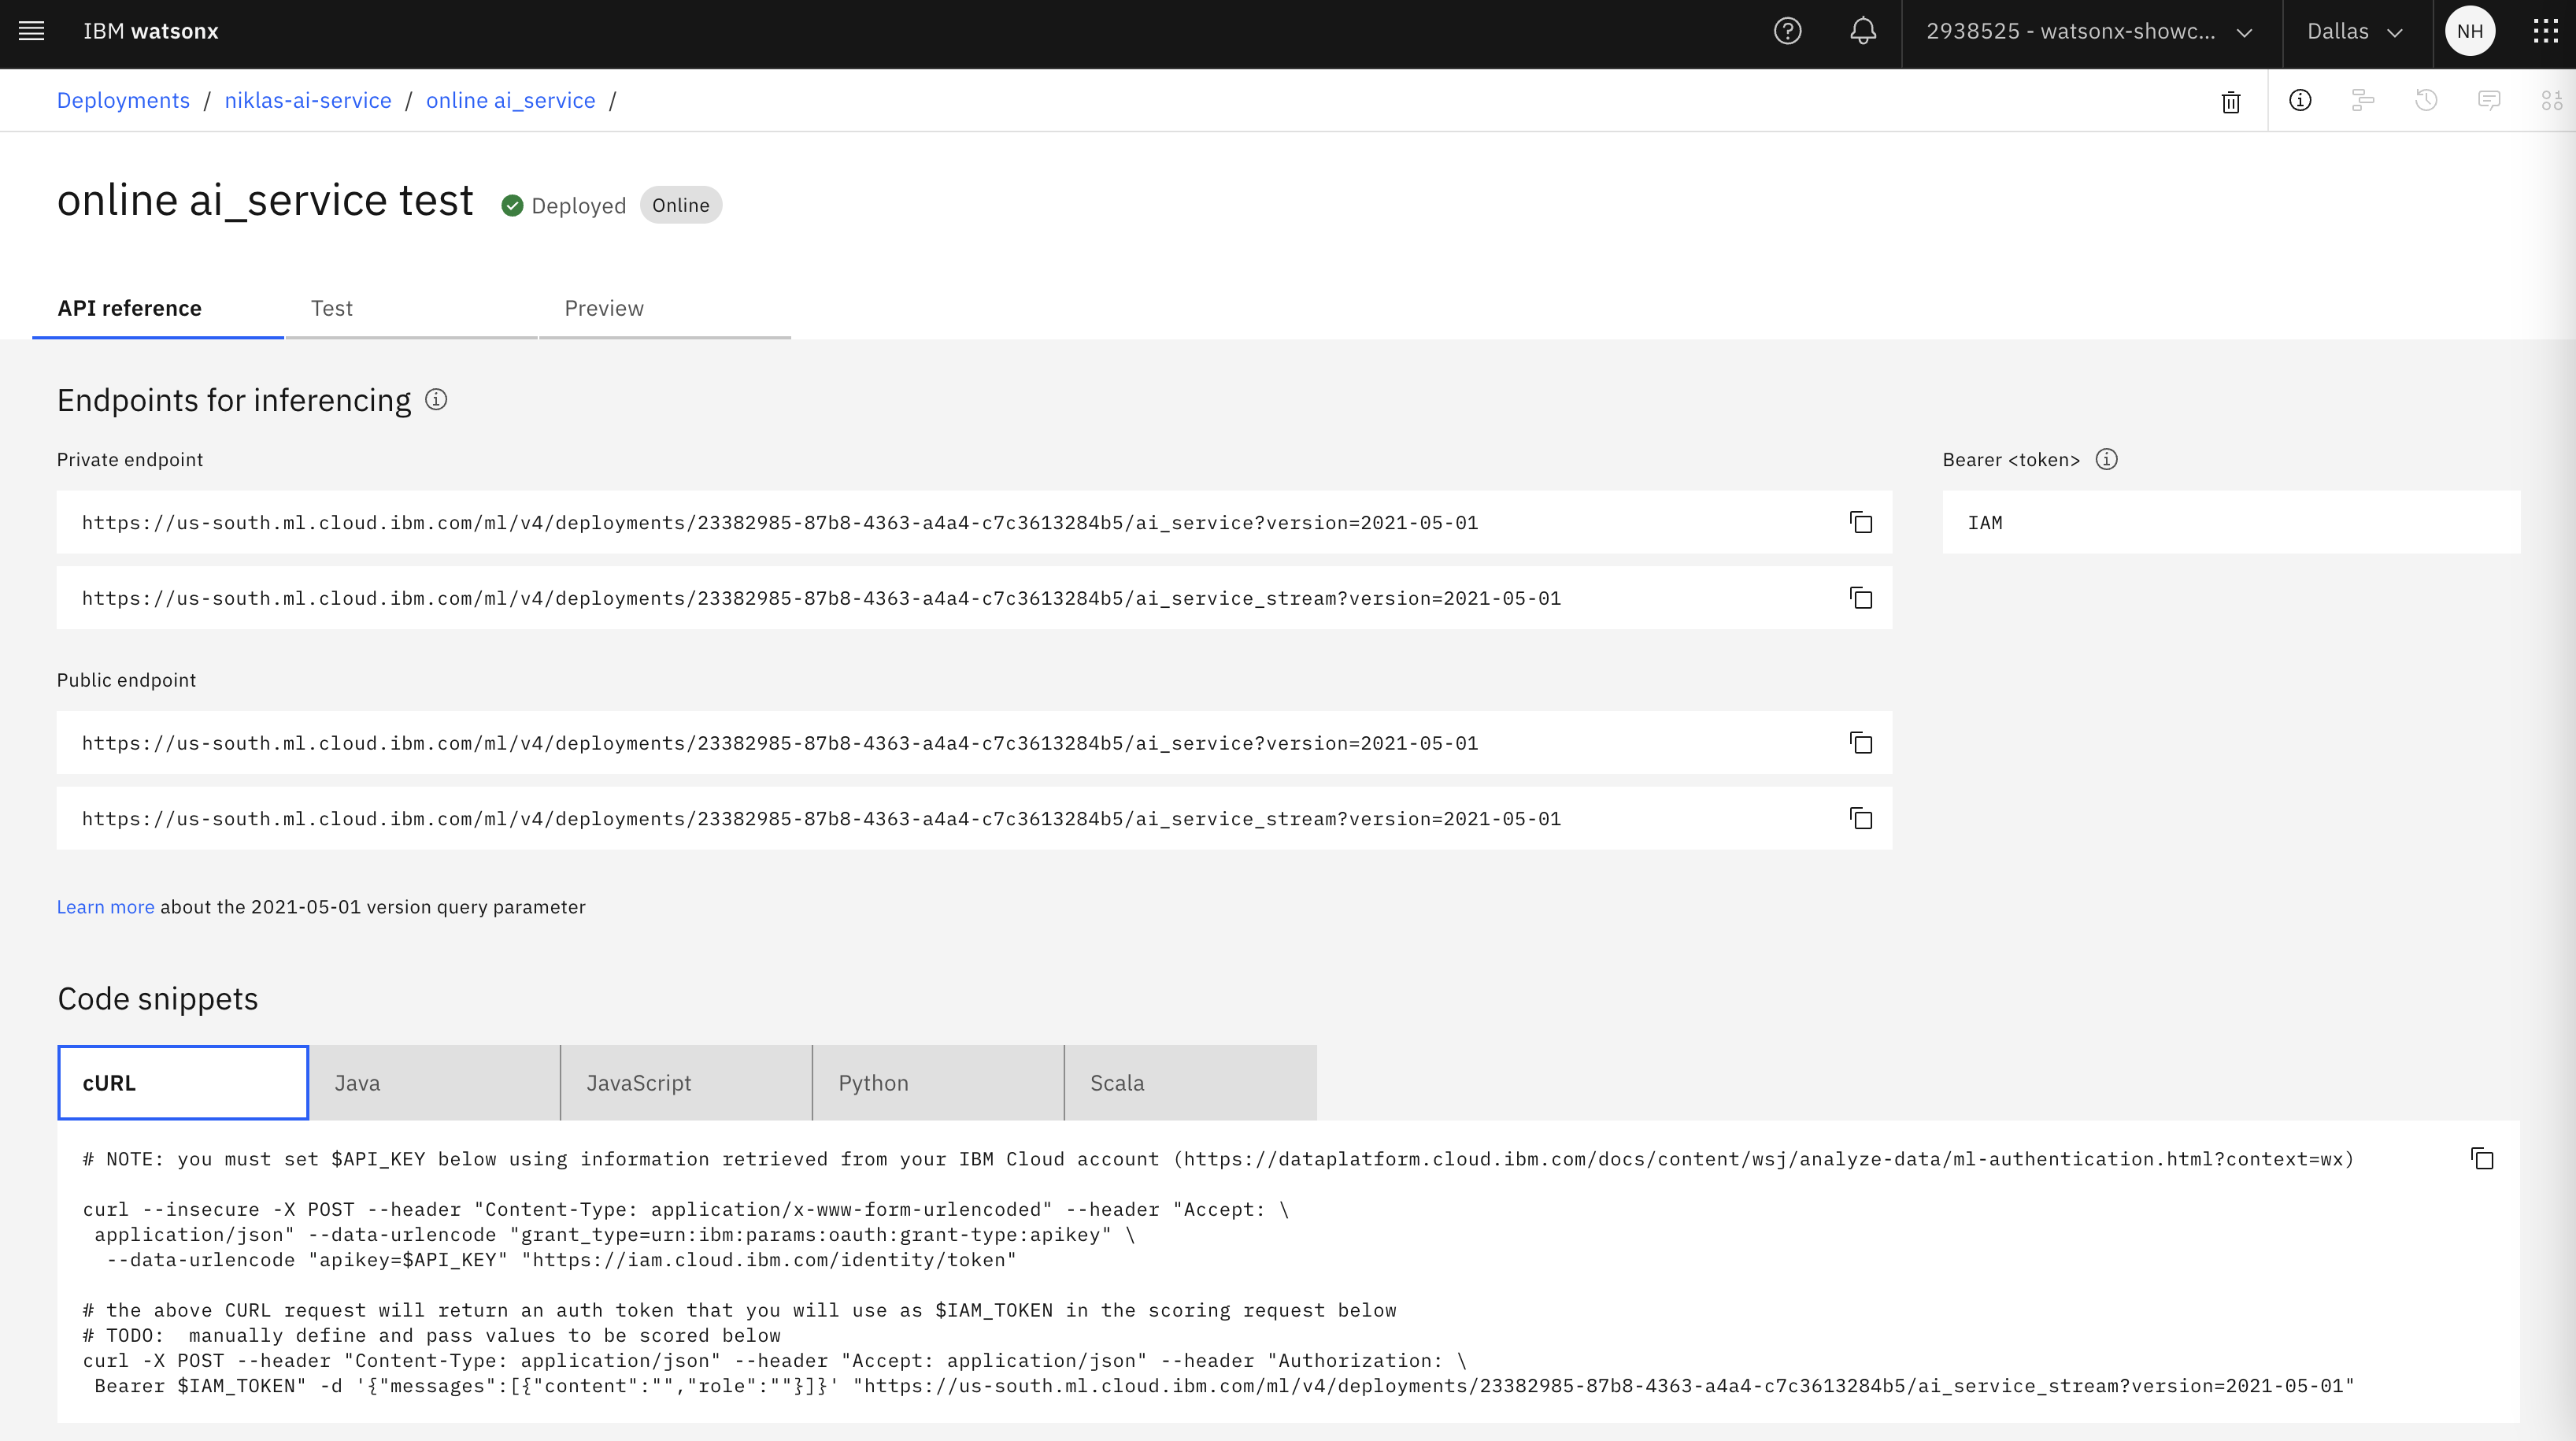 IBM watsonx
2938525 - watsonx-showc...
Dallas
NH
Deployments / niklas-ai-service / online ai_service /
online ai_service test
Deployed
Online
API reference
Test
Preview
Endpoints for inferencing
Private endpoint
Bearer <token>
https://us-south.ml.cloud.ibm.com/ml/v4/deployments/23382985-87b8-4363-a4a4-c7c3613284b5/ai_service?version=2021-05-01
IAM
https://us-south.ml.cloud.ibm.com/ml/v4/deployments/23382985-87b8-4363-a4a4-c7c3613284b5/ai_service_stream?version=2021-05-01
Public endpoint
https://us-south.ml.cloud.ibm.com/ml/v4/deployments/23382985-87b8-4363-a4a4-c7c3613284b5/ai_service?version=2021-05-01
https://us-south.ml.cloud.ibm.com/ml/v4/deployments/23382985-87b8-4363-a4a4-c7c3613284b5/ai_service_stream?version=2021-05-01
Learn more about the 2021-05-01 version query parameter
Code snippets
cURL
Java
JavaScript
Python
Scala
# NOTE: you must set $API_KEY below using information retrieved from your IBM Cloud account (https://dataplatform.cloud.ibm.com/docs/content/wsj/analyze-data/ml-authentication.html?context=wx)
curl --insecure -X POST --header "Content-Type: application/x-www-form-urlencoded" --header "Accept: \
application/json" --data-urlencode "grant_type=urn:ibm:params:oauth:grant-type:apikey" \
--data-urlencode "apikey=$API_KEY" "https://iam.cloud.ibm.com/identity/token"
# the above CURL request will return an auth token that you will use as $IAM_TOKEN in the scoring request below
# TODO:  manually define and pass values to be scored below
curl -X POST --header "Content-Type: application/json" --header "Accept: application/json" --header "Authorization: \
Bearer $IAM_TOKEN" -d '{"messages":[{"content":"","role":""}]}' "https://us-south.ml.cloud.ibm.com/ml/v4/deployments/23382985-87b8-4363-a4a4-c7c3613284b5/ai_service_stream?version=2021-05-01"